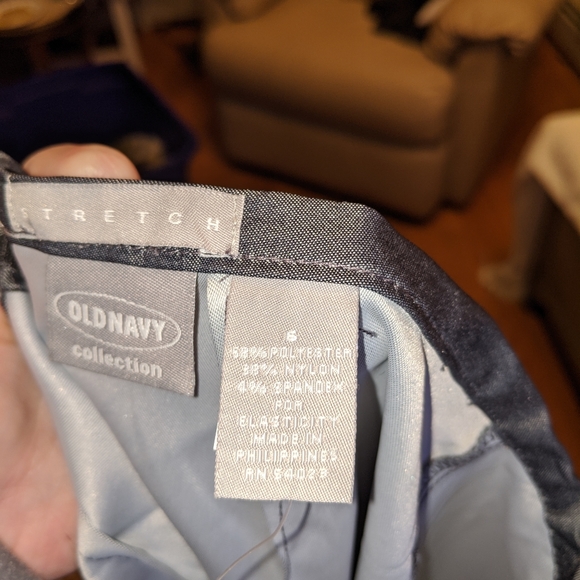 STRETCH
OLD NAVY
collection
6
58% POLYESTER
38% NYLON
4% SPANDEX
FOR
ELASTICITY
MADE IN
PHILIPPINES
RN 54023